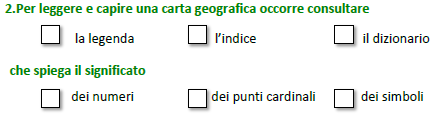 2.Per leggere e capire una carta geografica occorre consultare
la legenda l'indice il dizionario
che spiega il significato
dei numeri dei punti cardinali dei simboli